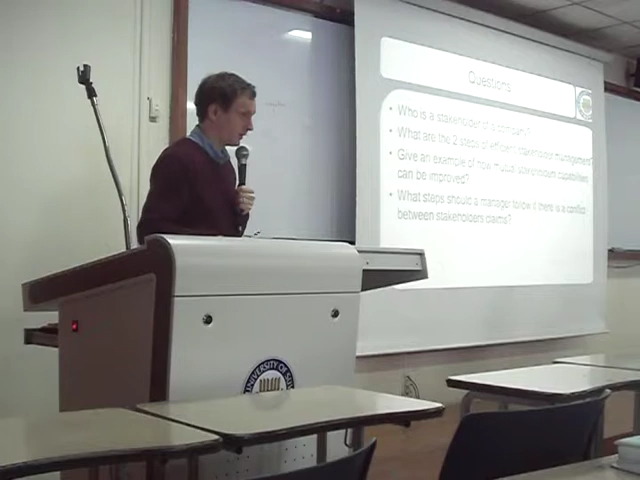 Questions
• Who is a stakeholder of a company?
• What are the 2 steps of efficient stakeholder management?
• Give an example of how mutual stakeholders capabilities
can be improved?
• What steps should a manager follow if there is a conflict
between stakeholders claims?
UNIVERSITY OF